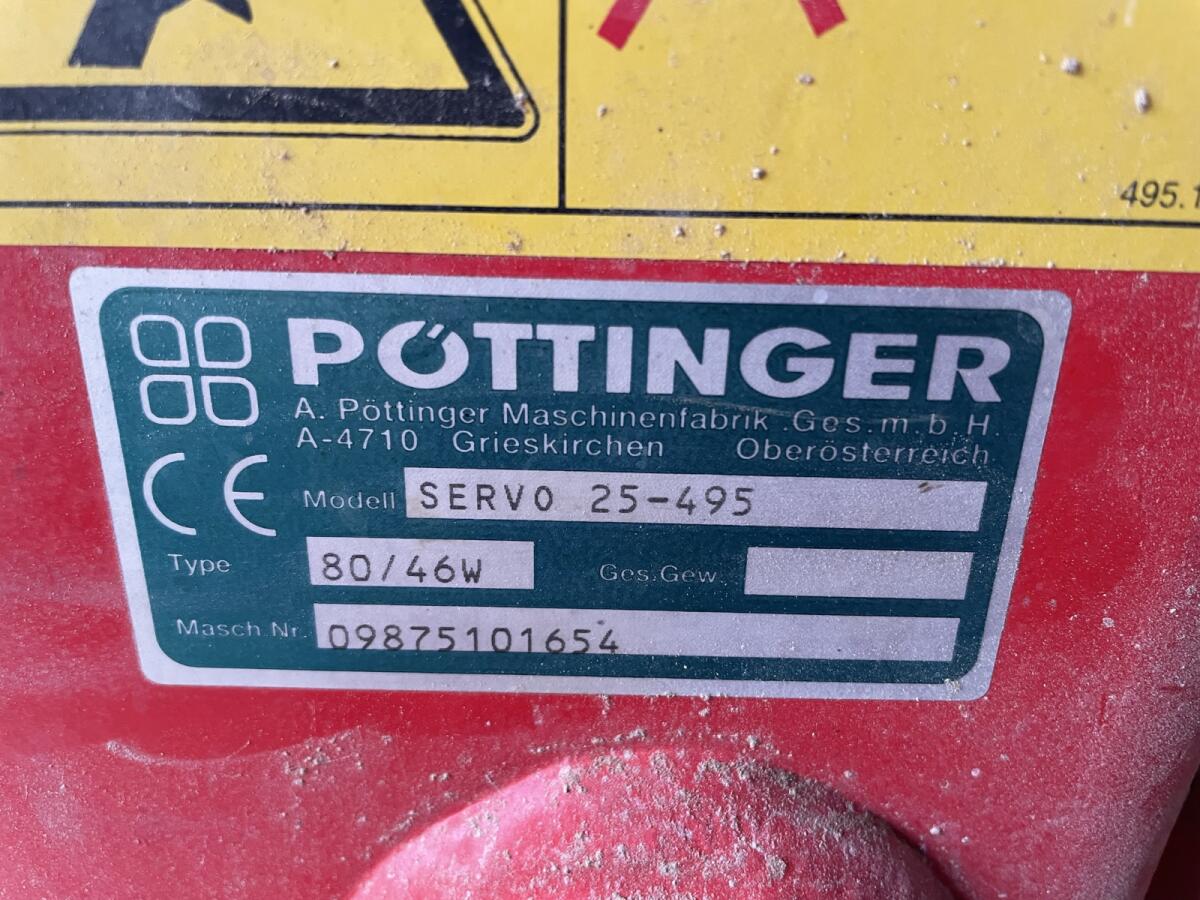 495.1
PÖTTINGER
A. Pöttinger Maschinenfabrik Ges.m.b.H.
A-4710 Grieskirchen Oberösterreich
CE Modell SERVO 25-495
Type 80/46W Ges.Gew.
Masch.Nr. 09875101654